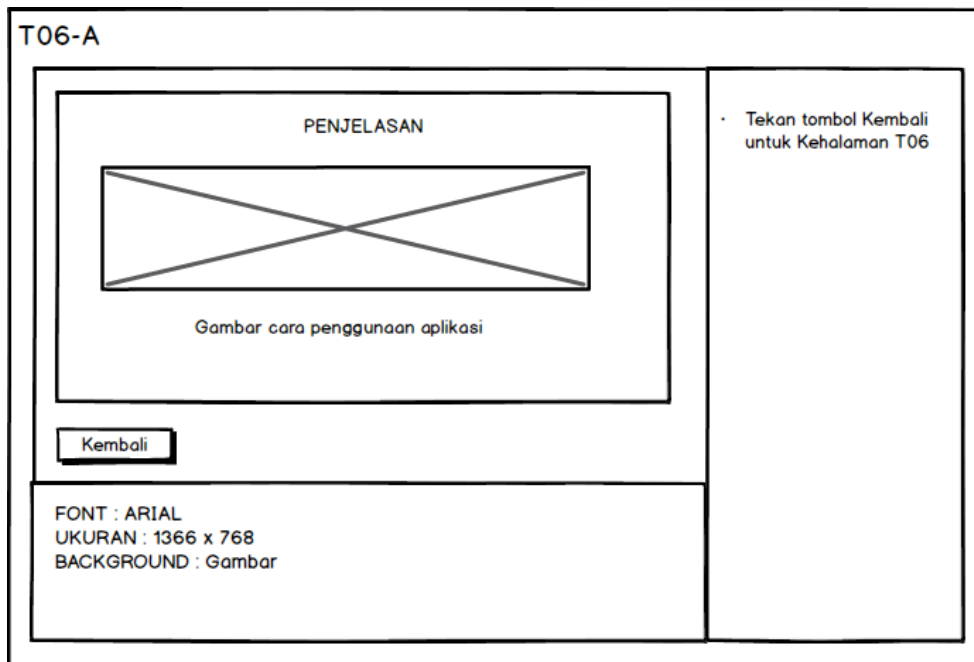 T06-A
PENJELASAN
Gambar cara penggunaan aplikasi
Kembali
· Tekan tombol Kembali
untuk Kehalaman T06
FONT : ARIAL
UKURAN : 1366 x 768
BACKGROUND : Gambar